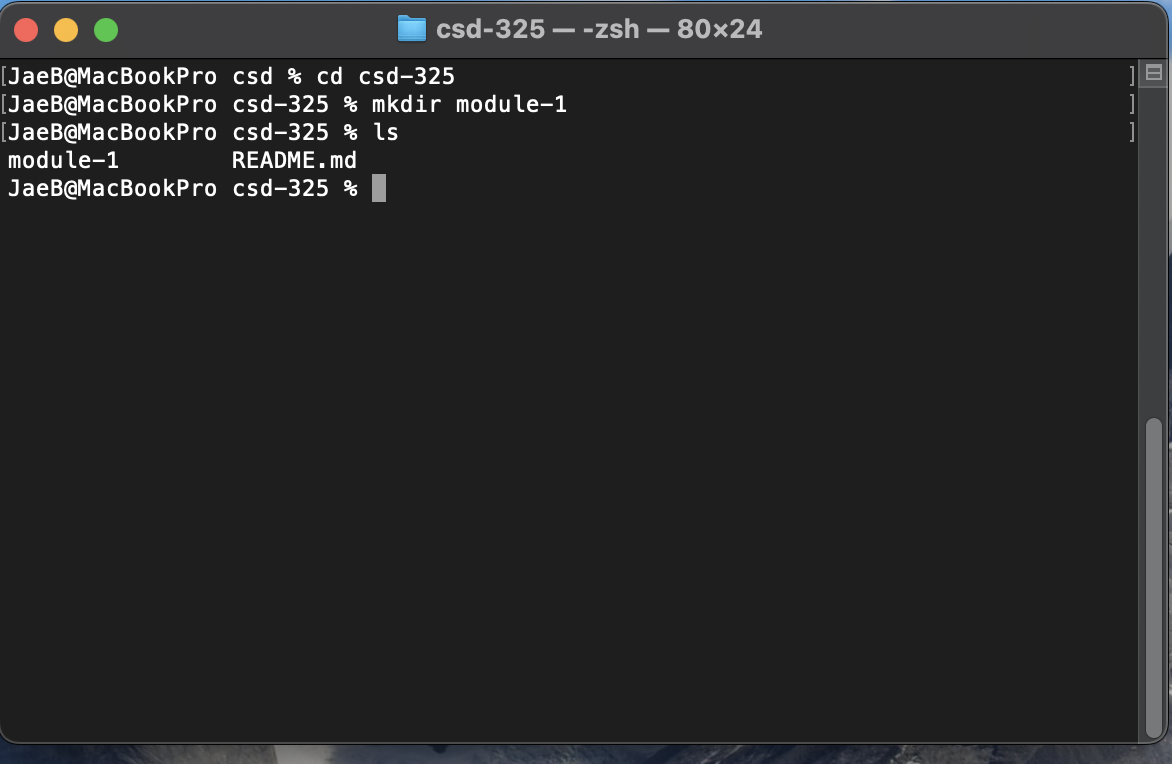 csd-325 — -zsh — 80×24
[JaeB@MacBookPro csd % cd csd-325 ]
[JaeB@MacBookPro csd-325 % mkdir module-1 ]
[JaeB@MacBookPro csd-325 % ls ]
module-1 README.md
JaeB@MacBookPro csd-325 %